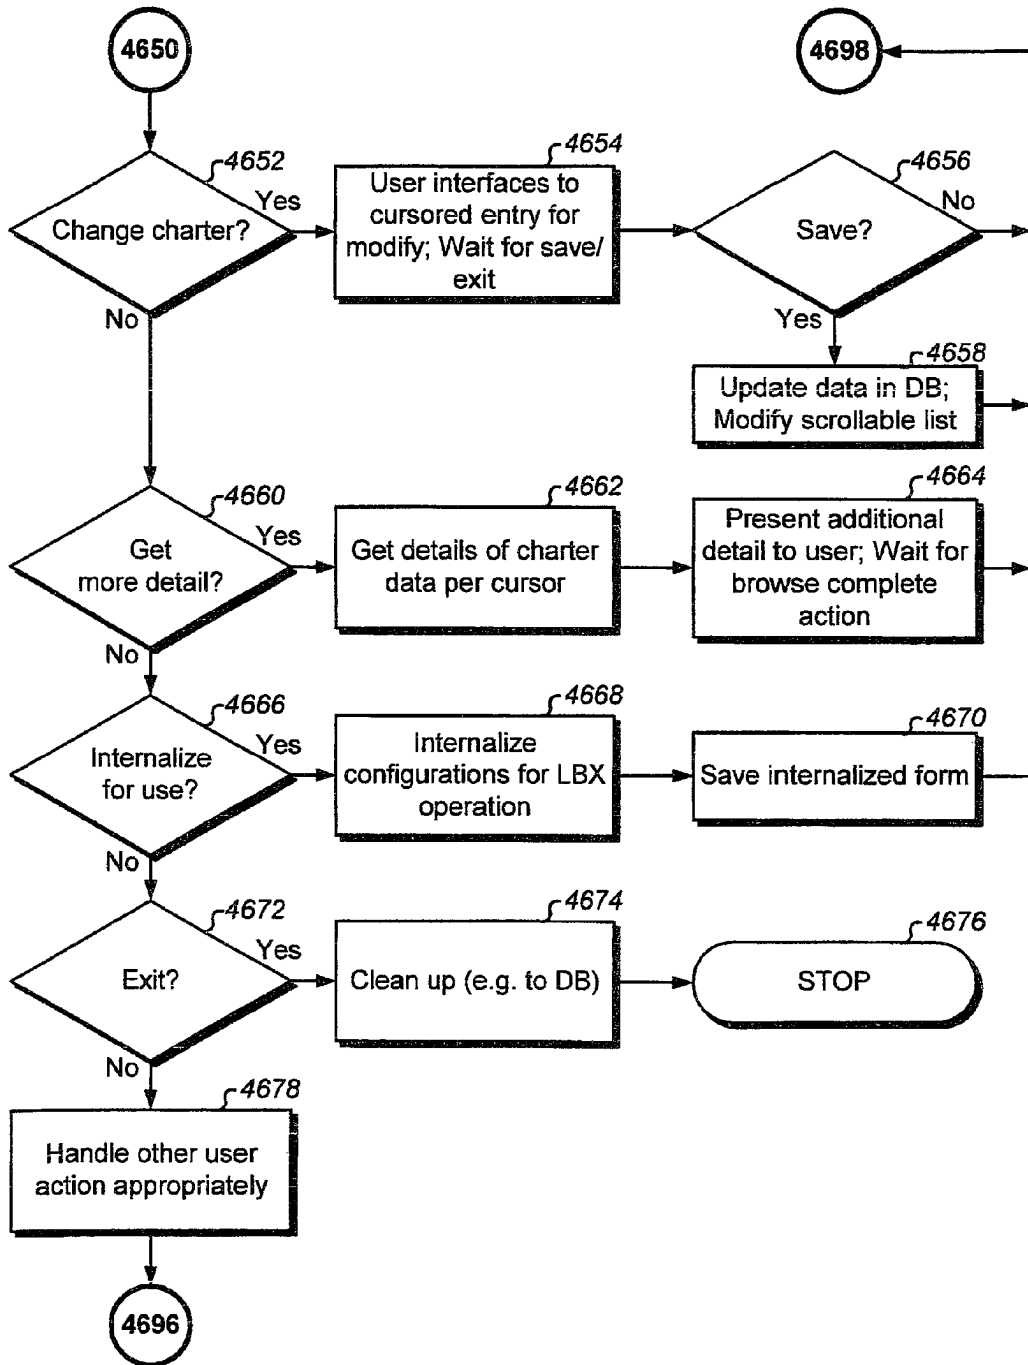 4650
4698
4652
Change charter?
Yes
No
4654
User interfaces to
cursored entry for
modify; Wait for save/
exit
4656
Save?
No
Yes
4658
Update data in DB;
Modify scrollable list
4660
Get
more detail?
Yes
No
4662
Get details of charter
data per cursor
4664
Present additional
detail to user; Wait for
browse complete
action
4666
Internalize
for use?
Yes
No
4668
Internalize
configurations for LBX
operation
4670
Save internalized form
4672
Exit?
Yes
No
4674
Clean up (e.g. to DB)
4676
STOP
4678
Handle other user
action appropriately
4696